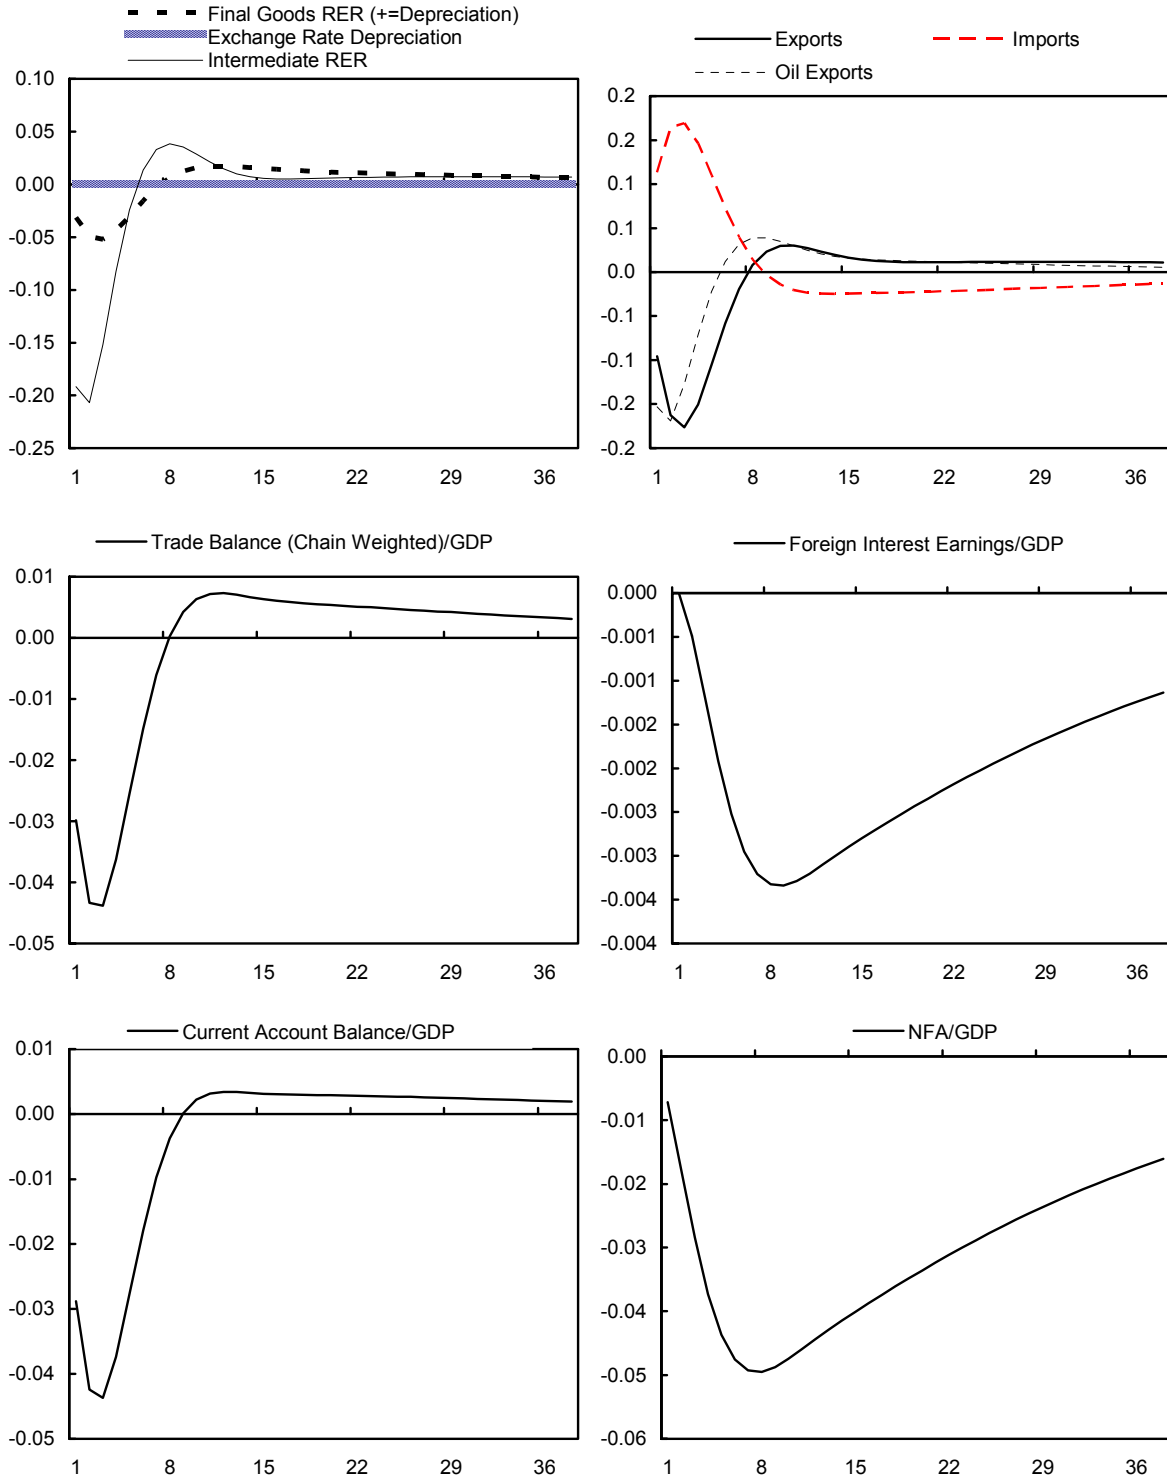 Final Goods RER (+=Depreciation)
Exchange Rate Depreciation
Intermediate RER
0.10
0.05
0.00
-0.05
-0.10
-0.15
-0.20
-0.25
1 8 15 22 29 36
Exports
Imports
Oil Exports
0.2
0.2
0.1
0.1
0.0
-0.1
-0.1
-0.2
-0.2
1 8 15 22 29 36
Trade Balance (Chain Weighted)/GDP
0.01
0.00
-0.01
-0.02
-0.03
-0.04
-0.05
1 8 15 22 29 36
Foreign Interest Earnings/GDP
0.000
-0.001
-0.001
-0.002
-0.002
-0.003
-0.003
-0.004
-0.004
1 8 15 22 29 36
Current Account Balance/GDP
0.01
0.00
-0.01
-0.02
-0.03
-0.04
-0.05
1 8 15 22 29 36
NFA/GDP
0.00
-0.01
-0.02
-0.03
-0.04
-0.05
-0.06
1 8 15 22 29 36